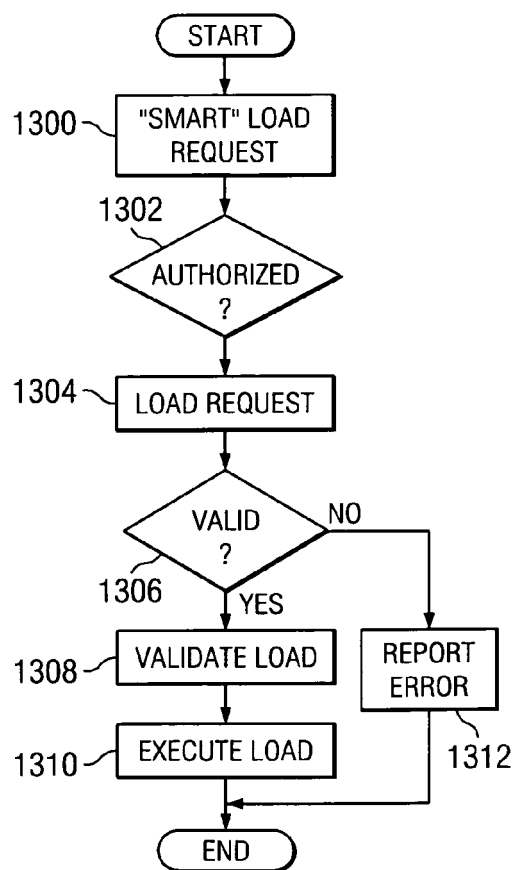 START
1300
"SMART" LOAD
REQUEST
1302
AUTHORIZED
?
1304
LOAD REQUEST
VALID
?
NO
1306
YES
1308
VALIDATE LOAD
REPORT
ERROR
1310
EXECUTE LOAD
1312
END